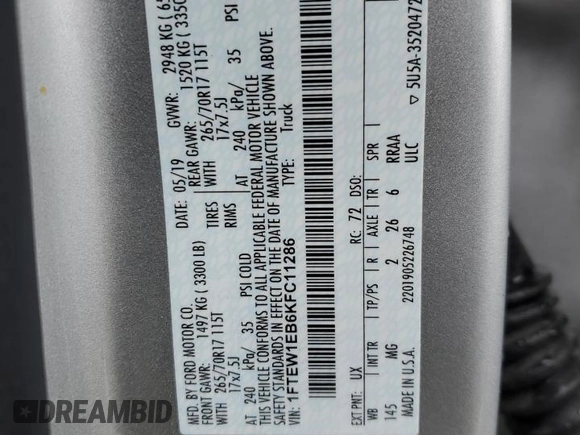 MFD. BY FORD MOTOR CO.
DATE: 05/19 GVWR: 2948 KG ( 6
FRONT GAWR: 1497 KG ( 3300 LB) REAR GAWR: 1520 KG ( 335
WITH 265/70R17 115T TIRES WITH 265/70R17 115T
17x7.5J RIMS 17x7.5J
AT 240 kPa/ 35 PSI COLD AT 240 kPa/ 35 PSI
THIS VEHICLE CONFORMS TO ALL APPLICABLE FEDERAL MOTOR VEHICLE
SAFETY STANDARDS IN EFFECT ON THE DATE OF MANUFACTURE SHOWN ABOVE.
VIN: 1FTEW1EB6KFC11286 TYPE: Truck
EXT PNT: UX RC: 72 DSO:
WB INT TR TP/PS R AXLE TR SPR
145 MG 2 26 6 RRAA
MADE IN U.S.A. 2201905226748 ULC
5U5A-3520472
DREAMBID